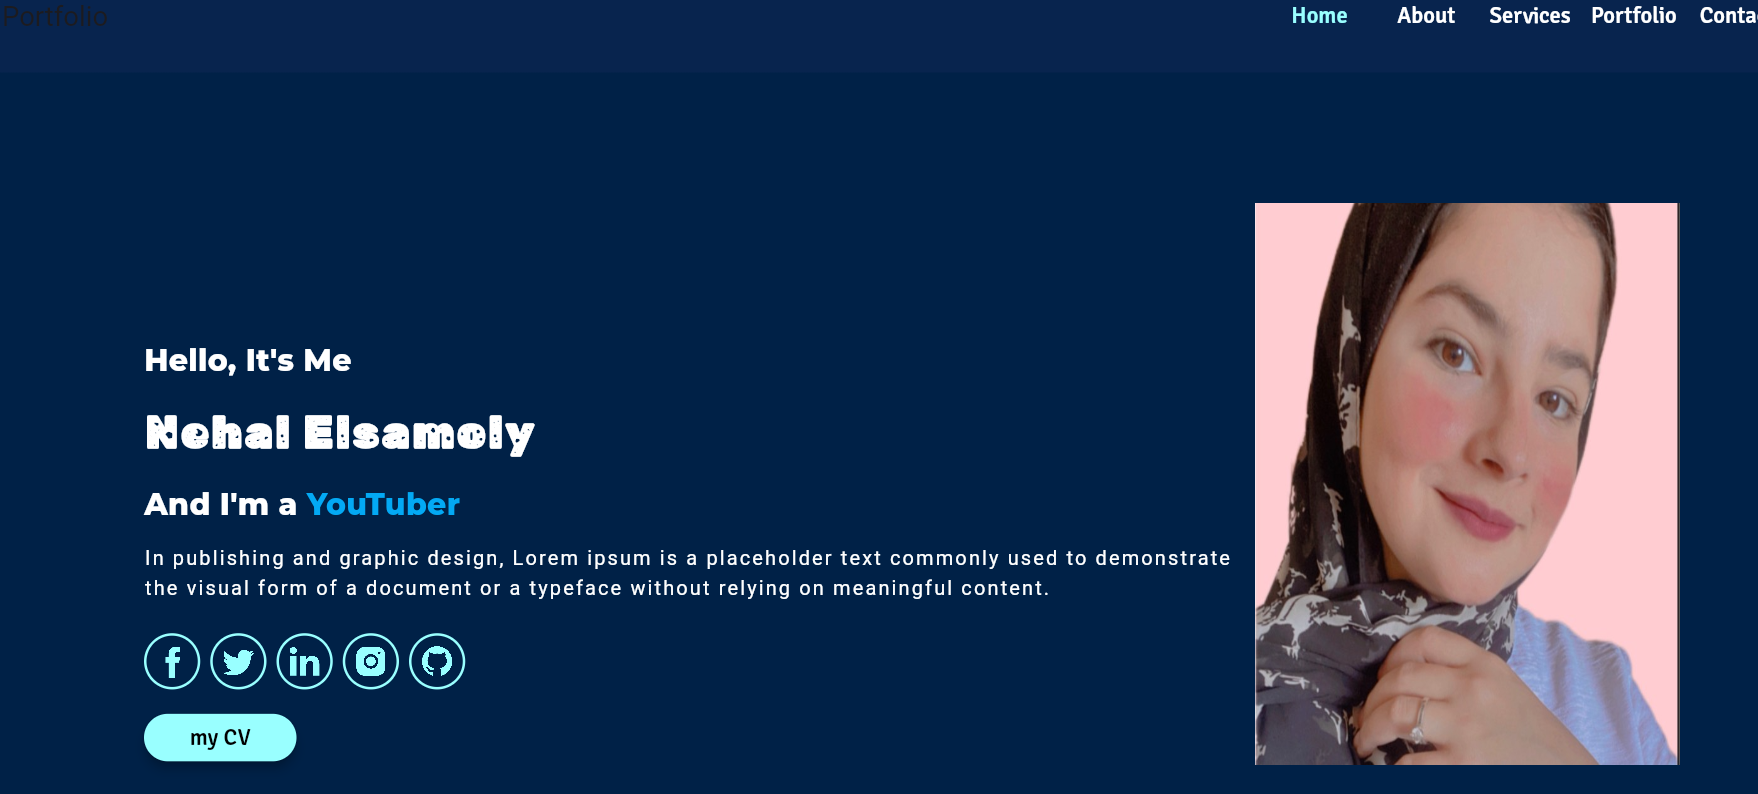 Portfolio
Home About Services Portfolio
Hello, It's Me
Nehal Elsamoly
And I'm a YouTuber
In publishing and graphic design, Lorem ipsum is a placeholder text commonly used to demonstrate
the visual form of a document or a typeface without relying on meaningful content.
my CV